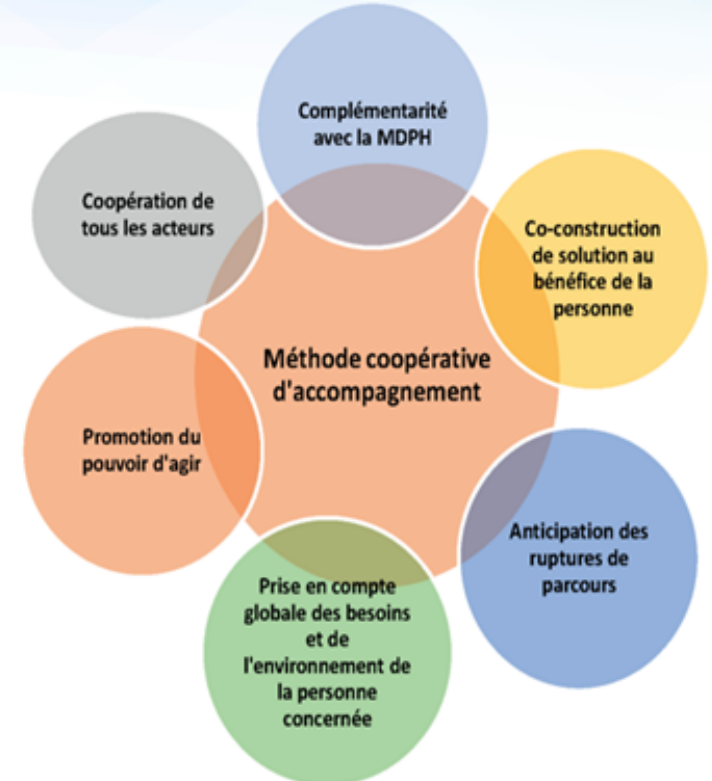 Complémentarité
avec la MDPH
Coopération de
tous les acteurs
Co-construction
de solution au
bénéfice de la
personne
Méthode coopérative
d'accompagnement
Promotion du
pouvoir d'agir
Anticipation des
ruptures de
parcours
Prise en compte
globale des besoins
et de
l'environnement de
la personne
concernée